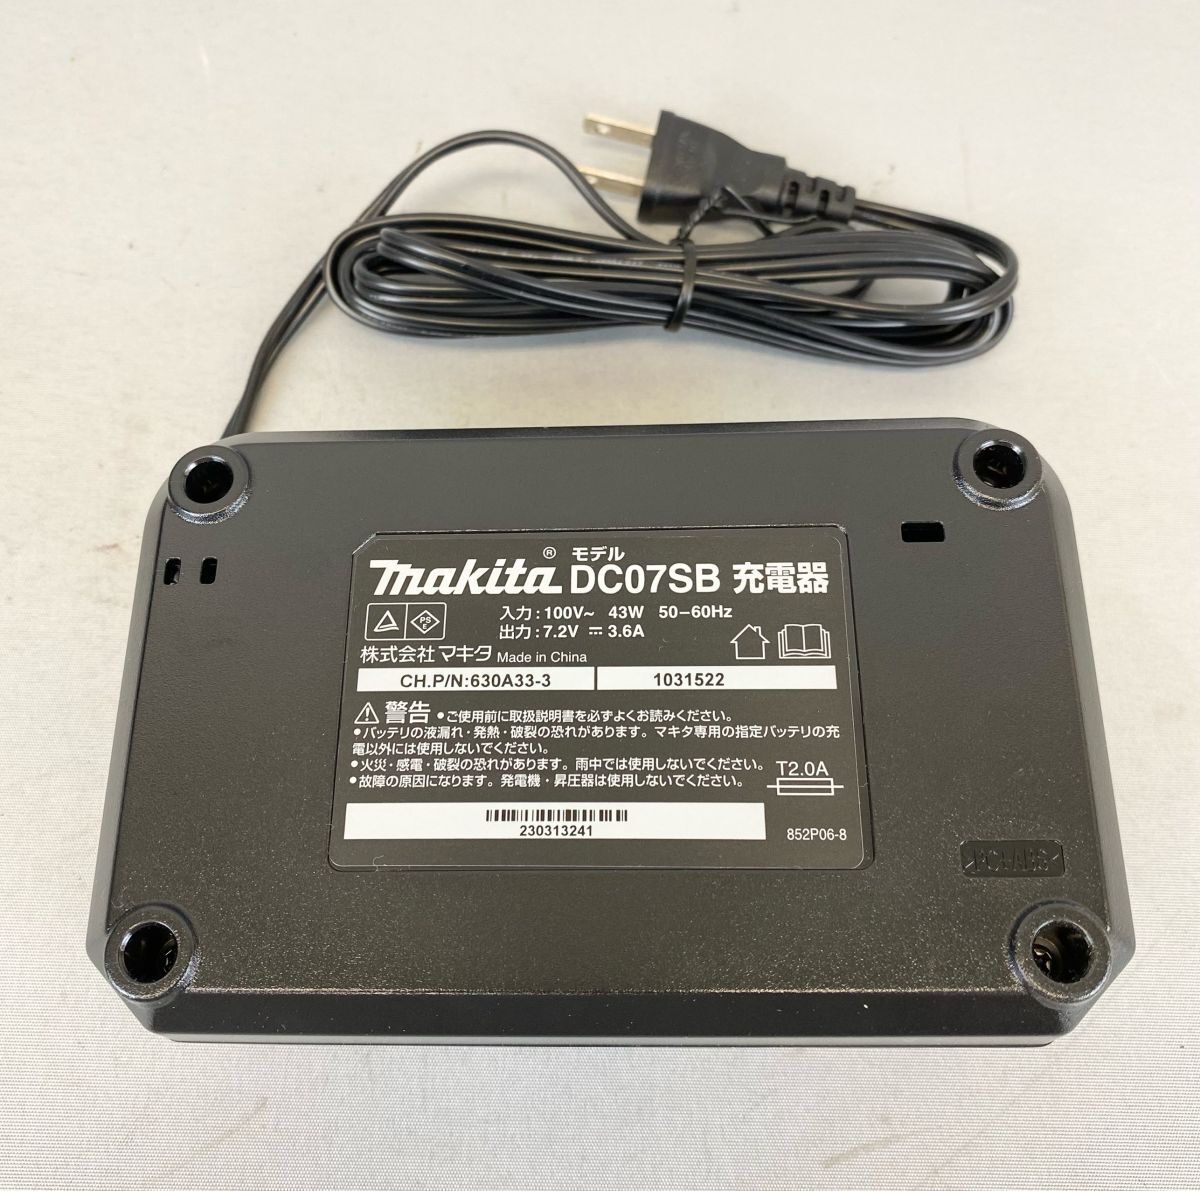 makita® モデル DC07SB 充電器
PS E
入力:100V~ 43W 50-60Hz
出力:7.2V ⎓ 3.6A
株式会社 マキタ Made in China
CH.P/N:630A33-3 1031522
⚠ 警告 ●ご使用前に取扱説明書を必ずよくお読みください。
●バッテリの液漏れ・発熱・破裂の恐れがあります。マキタ専用の指定バッテリの充
電以外には使用しないでください。
●火災・感電・破裂の恐れがあります。雨中では使用しないでください。
●故障の原因になります。発電機・昇圧器は使用しないでください。
T2.0A
230313241
852P06-8
>PC+ABS<